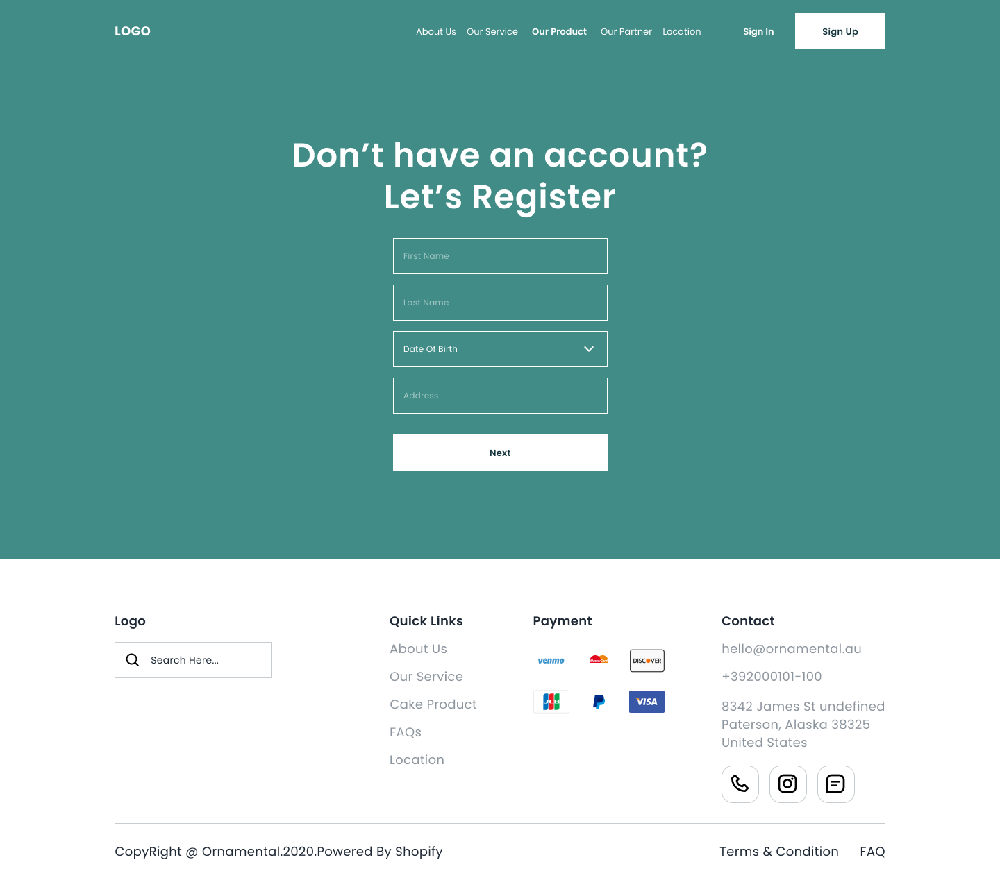 LOGO
About Us
Our Service
Our Product
Our Partner
Location
Sign In
Sign Up
Don’t have an account?
Let’s Register
First Name
Last Name
Date Of Birth
Address
Next
Logo
Search Here...
Quick Links
About Us
Our Service
Cake Product
FAQs
Location
Payment
venmo
MasterCard
DISCOVER
JCB
VISA
Contact
hello@ornamental.au
+392000101-100
8342 James St undefined
Paterson, Alaska 38325
United States
CopyRight @ Ornamental.2020.Powered By Shopify
Terms & Condition
FAQ